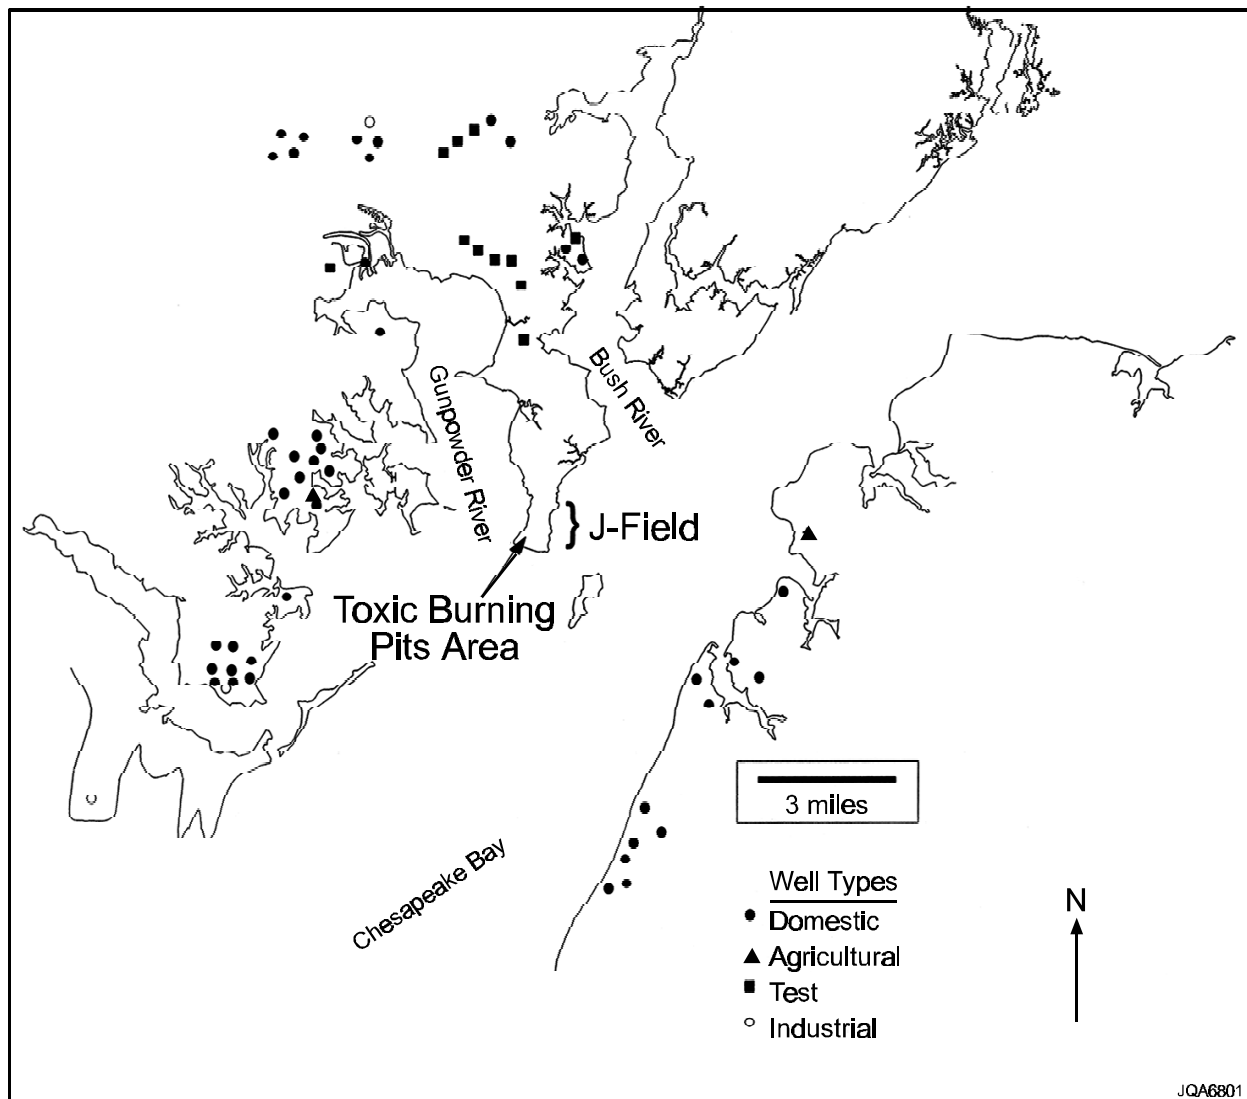 Bush River
Gunpowder River
J-Field
Toxic Burning
Pits Area
3 miles
Chesapeake Bay
Well Types
Domestic
Agricultural
Test
Industrial
N
JQA6801